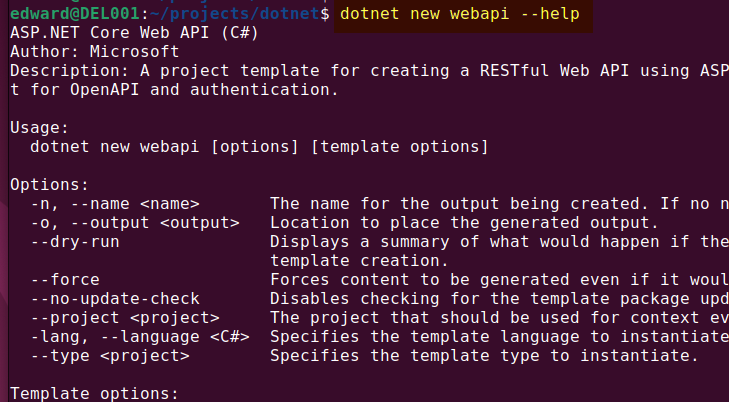 edward@DEL001:~/projects/dotnet$ dotnet new webapi --help
ASP.NET Core Web API (C#)
Author: Microsoft
Description: A project template for creating a RESTful Web API using ASP
t for OpenAPI and authentication.
Usage:
dotnet new webapi [options] [template options]
Options:
-n, --name <name> The name for the output being created. If no n
-o, --output <output> Location to place the generated output.
--dry-run Displays a summary of what would happen if the
template creation.
--force Forces content to be generated even if it woul
--no-update-check Disables checking for the template package upd
--project <project> The project that should be used for context ev
-lang, --language <C#> Specifies the template language to instantiate
--type <project> Specifies the template type to instantiate.
Template options: